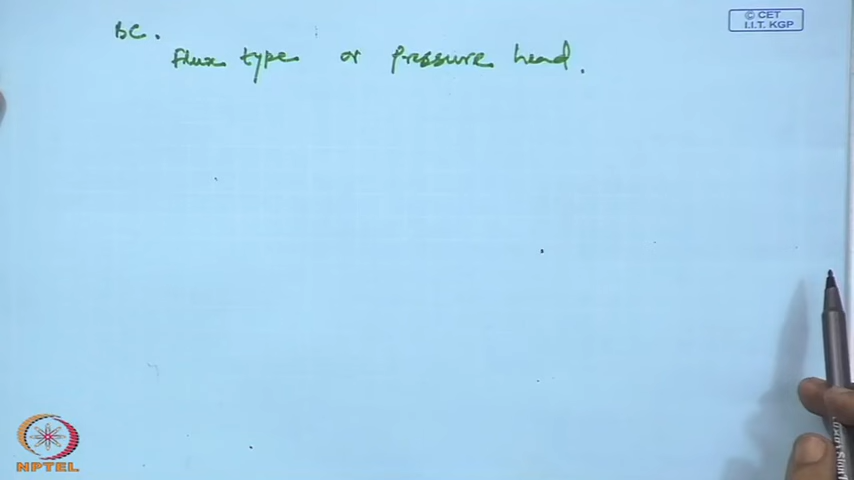 BC.
© CET
I.I.T. KGP
Flux type or Pressure head.
NPTEL